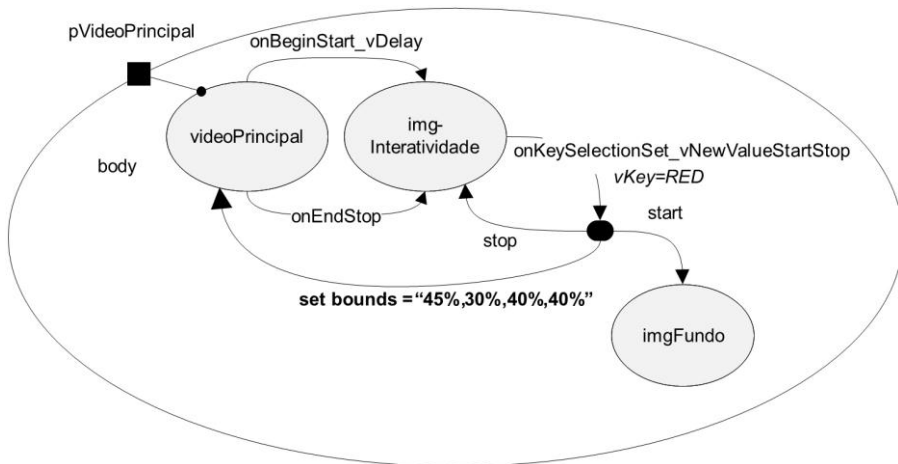 pVideoPrincipal
onBeginStart_vDelay
videoPrincipal
img-
Interatividade
onKeySelectionSet_vNewValueStartStop
vKey=RED
body
onEndStop
stop
start
set bounds =“45%,30%,40%,40%”
imgFundo